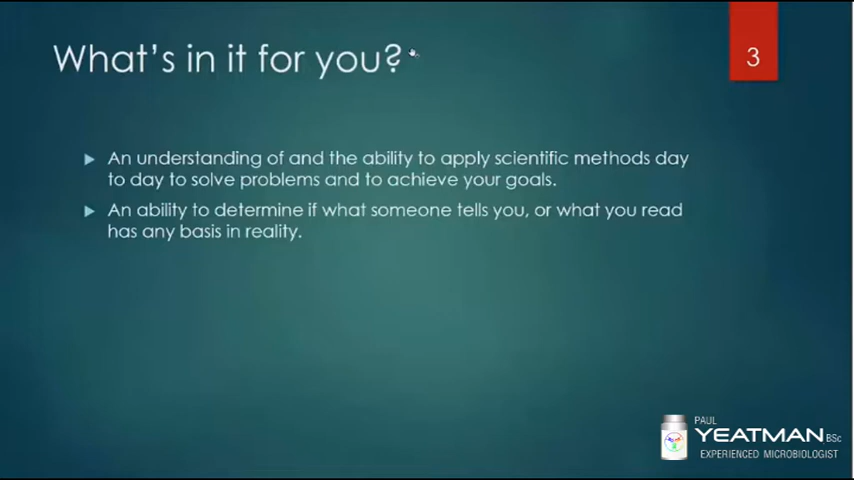 What's in it for you?
3
An understanding of and the ability to apply scientific methods day
to day to solve problems and to achieve your goals.
An ability to determine if what someone tells you, or what you read
has any basis in reality.
PAUL
YEATMAN BSc
EXPERIENCED MICROBIOLOGIST